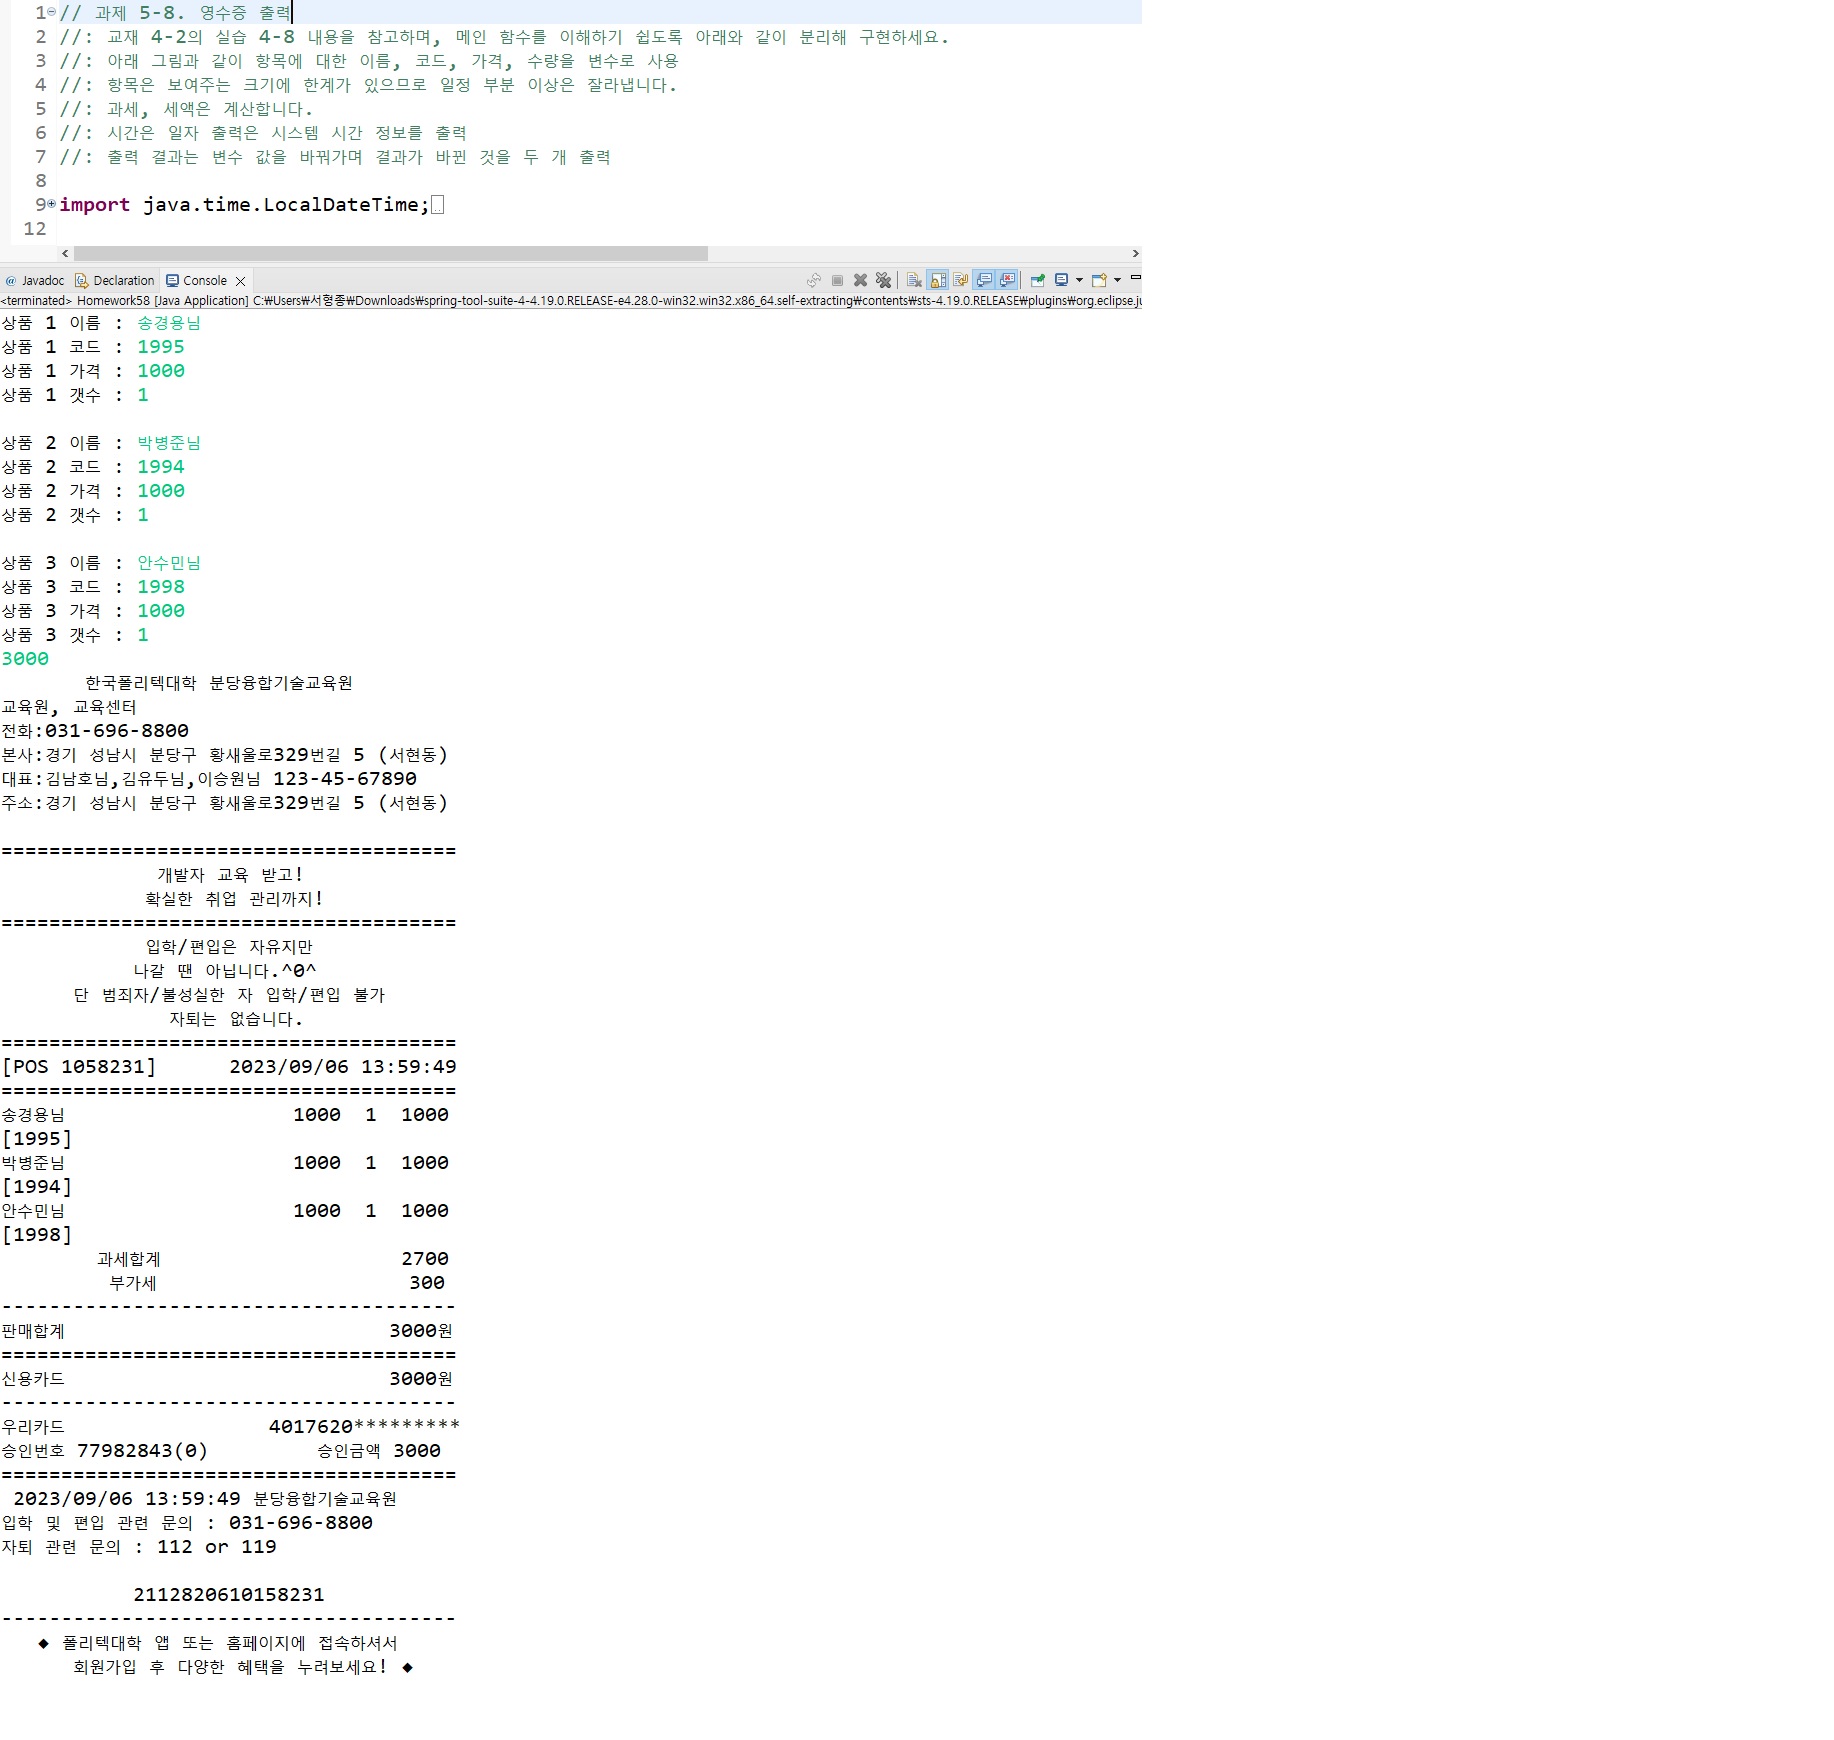 1 // 과제 5-8. 영수증 출력
2 //: 교재 4-2의 실습 4-8 내용을 참고하며, 메인 함수를 이해하기 쉽도록 아래와 같이 분리해 구현하세요.
3 //: 아래 그림과 같이 항목에 대한 이름, 코드, 가격, 수량을 변수로 사용
4 //: 항목은 보여주는 크기에 한계가 있으므로 일정 부분 이상은 잘라냅니다.
5 //: 과세, 세액은 계산합니다.
6 //: 시간은 일자 출력은 시스템 시간 정보를 출력
7 //: 출력 결과는 변수 값을 바꿔가며 결과가 바뀐 것을 두 개 출력
8
9 import java.time.LocalDateTime;
12
@ Javadoc Declaration Console
<terminated> Homework58 [Java Application] C:₩Users₩서형종₩Downloads₩spring-tool-suite-4-4.19.0.RELEASE-e4.28.0-win32.win32.x86_64.self-extracting₩contents₩sts-4.19.0.RELEASE₩plugins₩org.eclipse.ju
상품 1 이름 : 송경용님
상품 1 코드 : 1995
상품 1 가격 : 1000
상품 1 갯수 : 1
상품 2 이름 : 박병준님
상품 2 코드 : 1994
상품 2 가격 : 1000
상품 2 갯수 : 1
상품 3 이름 : 안수민님
상품 3 코드 : 1998
상품 3 가격 : 1000
상품 3 갯수 : 1
3000
한국폴리텍대학 분당융합기술교육원
교육원, 교육센터
전화:031-696-8800
본사:경기 성남시 분당구 황새울로329번길 5 (서현동)
대표:김남호님,김유두님,이승원님 123-45-67890
주소:경기 성남시 분당구 황새울로329번길 5 (서현동)
======================================
개발자 교육 받고!
확실한 취업 관리까지!
======================================
입학/편입은 자유지만
나갈 땐 아닙니다.^0^
단 범죄자/불성실한 자 입학/편입 불가
자퇴는 없습니다.
======================================
[POS 1058231] 2023/09/06 13:59:49
======================================
송경용님 1000 1 1000
[1995]
박병준님 1000 1 1000
[1994]
안수민님 1000 1 1000
[1998]
과세합계 2700
부가세 300
--------------------------------------
판매합계 3000원
======================================
신용카드 3000원
--------------------------------------
우리카드 4017620*********
승인번호 77982843(0) 승인금액 3000
======================================
2023/09/06 13:59:49 분당융합기술교육원
입학 및 편입 관련 문의 : 031-696-8800
자퇴 관련 문의 : 112 or 119
2112820610158231
--------------------------------------
◆ 폴리텍대학 앱 또는 홈페이지에 접속하셔서
회원가입 후 다양한 혜택을 누려보세요! ◆